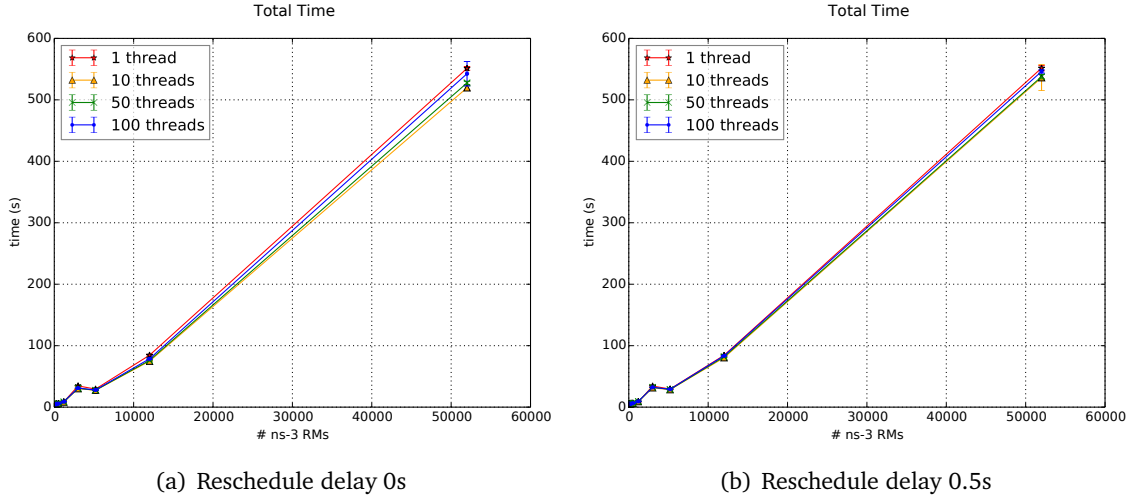 Total Time
600
500
400
300
200
100
0
time (s)
1 thread
10 threads
50 threads
100 threads
0
10000
20000
30000
40000
50000
60000
# ns-3 RMs
(a) Reschedule delay 0s
Total Time
600
500
400
300
200
100
0
time (s)
1 thread
10 threads
50 threads
100 threads
0
10000
20000
30000
40000
50000
60000
# ns-3 RMs
(b) Reschedule delay 0.5s